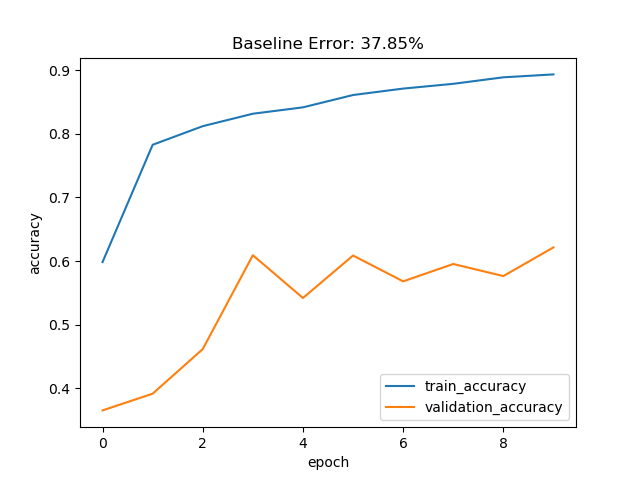 Baseline Error: 37.85%
0.9
0.8
0.7
0.6
0.5
0.4
accuracy
train_accuracy
validation_accuracy
0 2 4 6 8
epoch